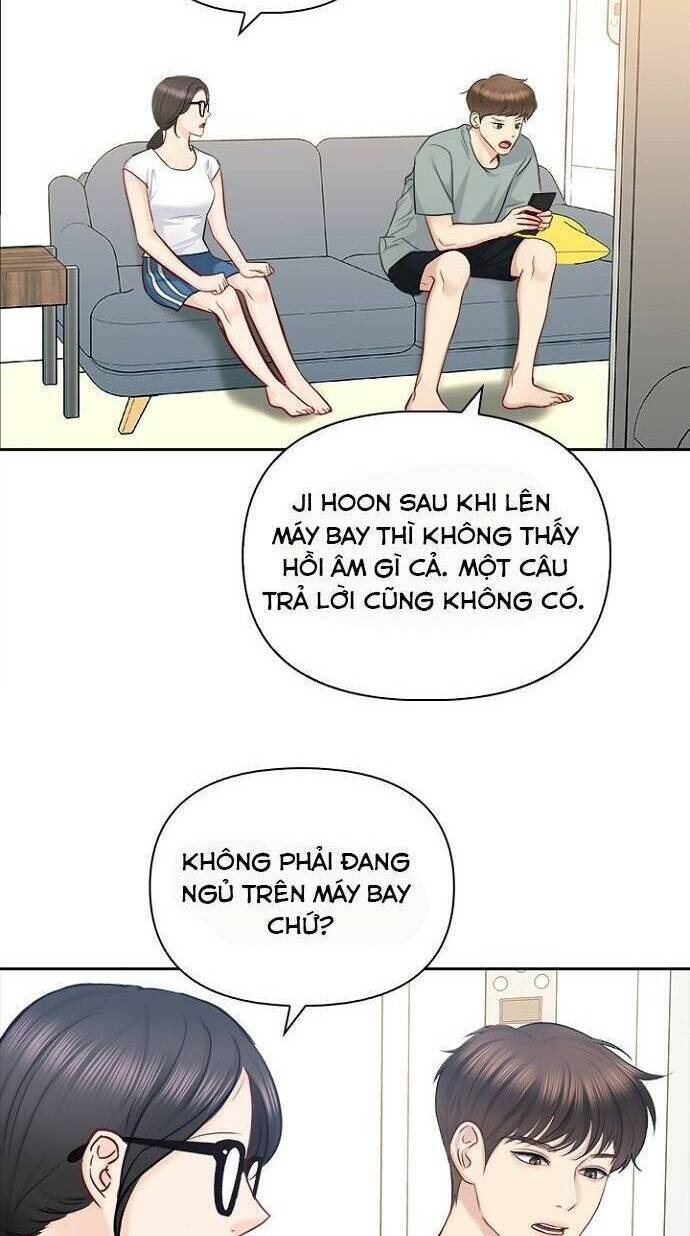 JI HOON SAU KHI LÊN
MÁY BAY THÌ KHÔNG THẤY
HỒI ÂM GÌ CẢ. MỘT CÂU
TRẢ LỜI CŨNG KHÔNG CÓ.
KHÔNG PHẢI ĐANG
NGỦ TRÊN MÁY BAY
CHỨ?